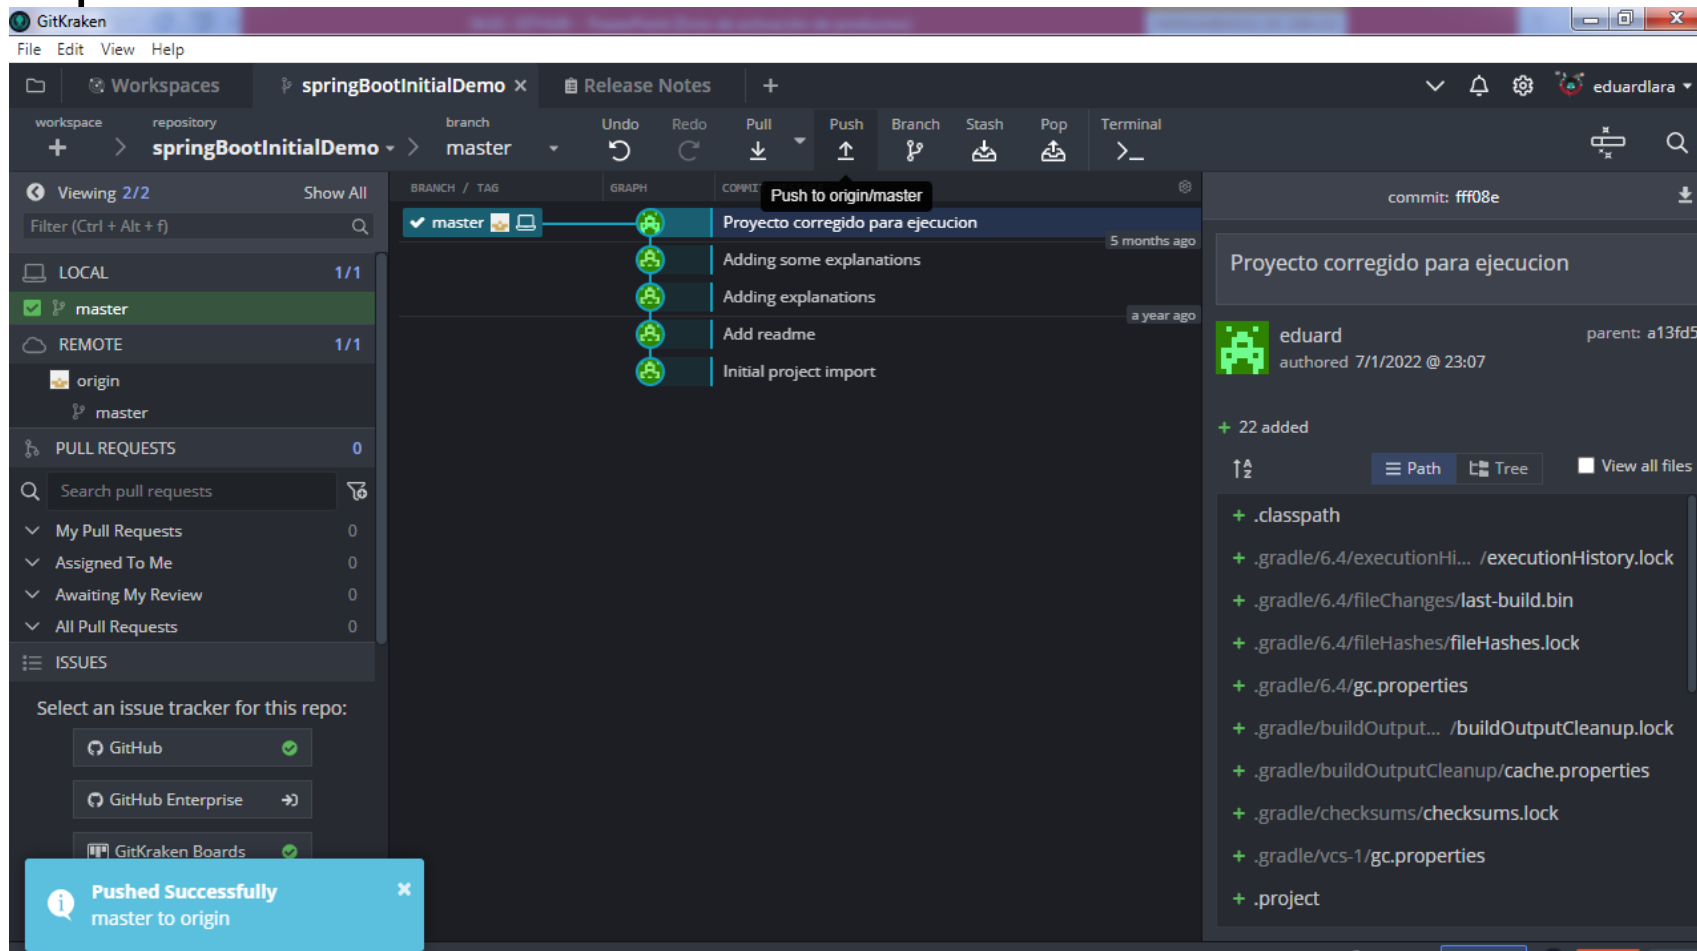 GitKraken
File Edit View Help
Workspaces springBootInitialDemo × Release Notes + eduardlara
workspace repository branch Undo Redo Pull Push Branch Stash Pop Terminal
+ springBootInitialDemo master
Viewing 2/2 Show All
BRANCH / TAG GRAPH
Push to origin/master
commit: fff08e
Filter (Ctrl + Alt + f)
master Proyecto corregido para ejecucion
5 months ago
Adding some explanations
Adding explanations
a year ago
Add readme
Initial project import
LOCAL 1/1
master
REMOTE 1/1
origin
master
PULL REQUESTS 0
Search pull requests
My Pull Requests 0
Assigned To Me 0
Awaiting My Review 0
All Pull Requests 0
ISSUES
Select an issue tracker for this repo:
GitHub
GitHub Enterprise
GitKraken Boards
Pushed Successfully
master to origin
Proyecto corregido para ejecucion
eduard parent: a13fd5
authored 7/1/2022 @ 23:07
+ 22 added
Path Tree View all files
+ .classpath
+ .gradle/6.4/executionHi... /executionHistory.lock
+ .gradle/6.4/fileChanges/last-build.bin
+ .gradle/6.4/fileHashes/fileHashes.lock
+ .gradle/6.4/gc.properties
+ .gradle/buildOutput... /buildOutputCleanup.lock
+ .gradle/buildOutputCleanup/cache.properties
+ .gradle/checksums/checksums.lock
+ .gradle/vcs-1/gc.properties
+ .project